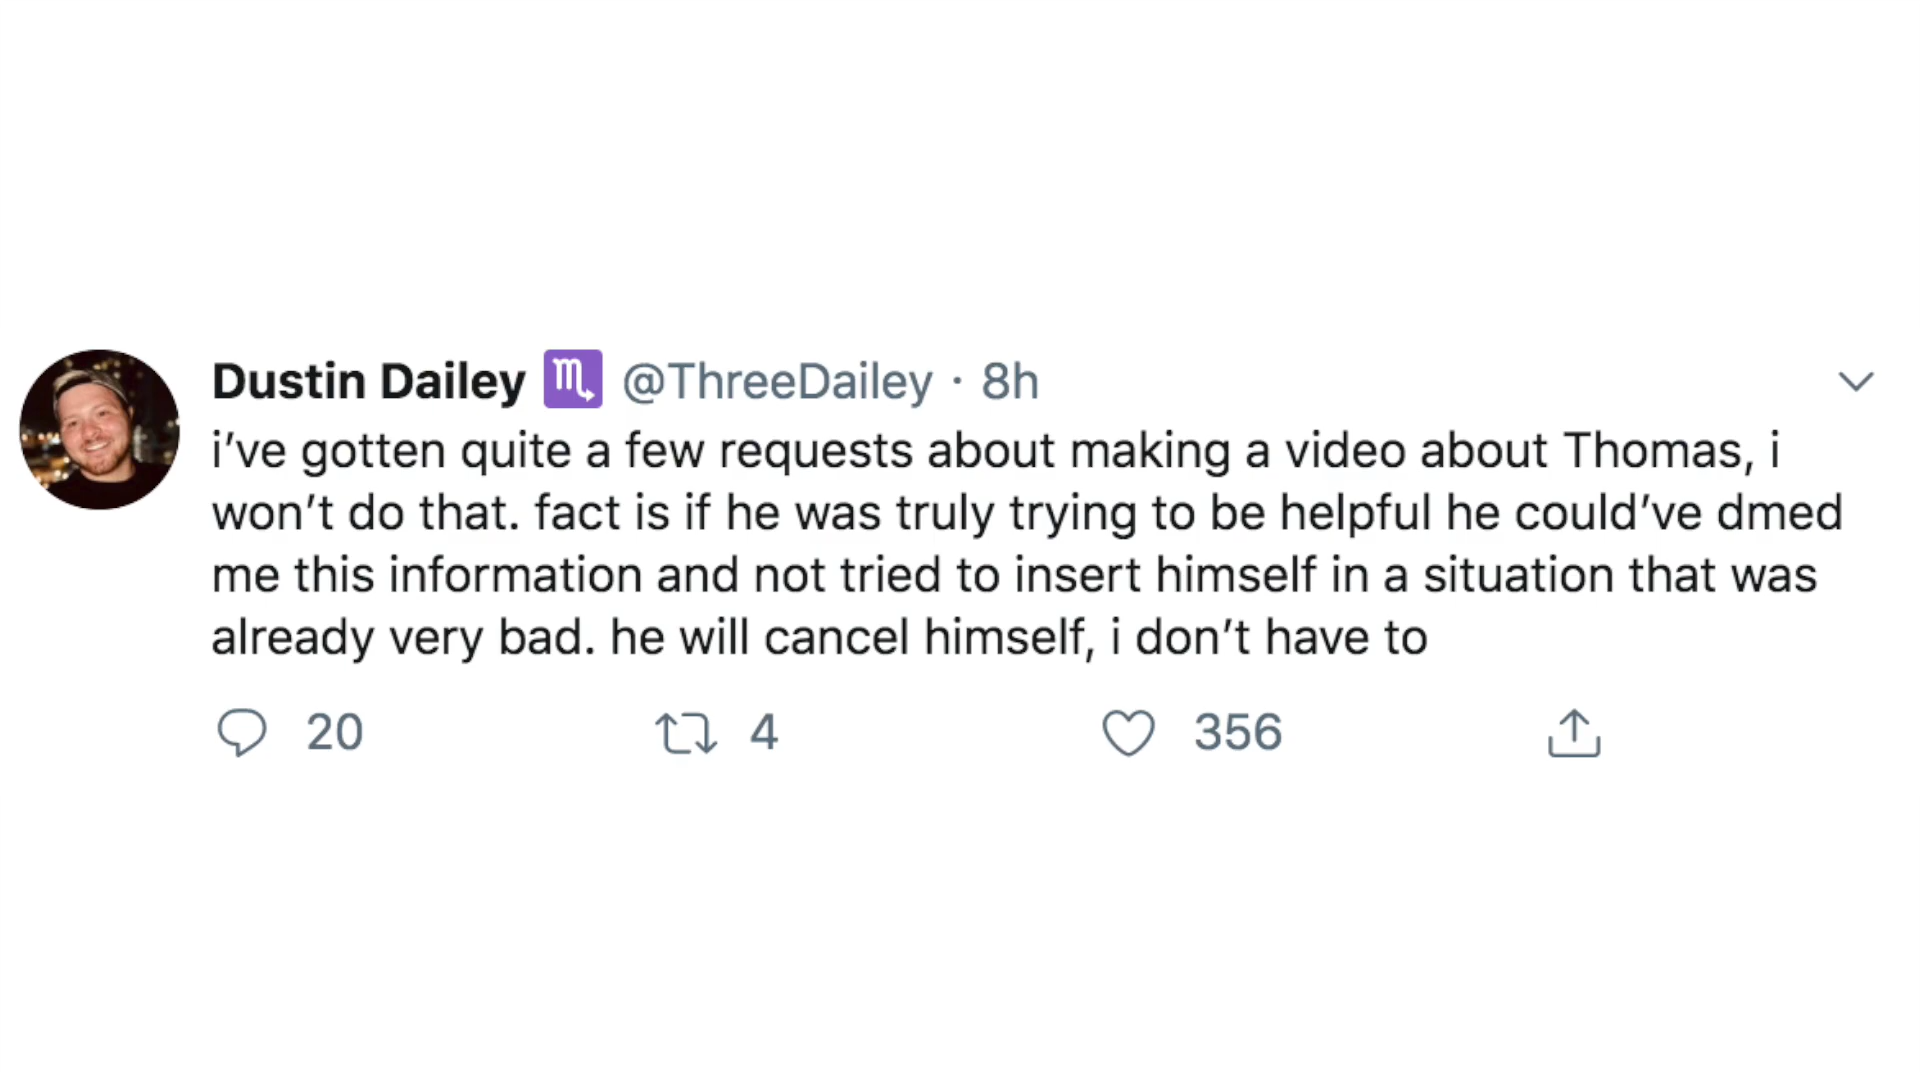 Dustin Dailey ♏ @ThreeDailey · 8h
i’ve gotten quite a few requests about making a video about Thomas, i
won’t do that. fact is if he was truly trying to be helpful he could’ve dmed
me this information and not tried to insert himself in a situation that was
already very bad. he will cancel himself, i don’t have to
20 4 356